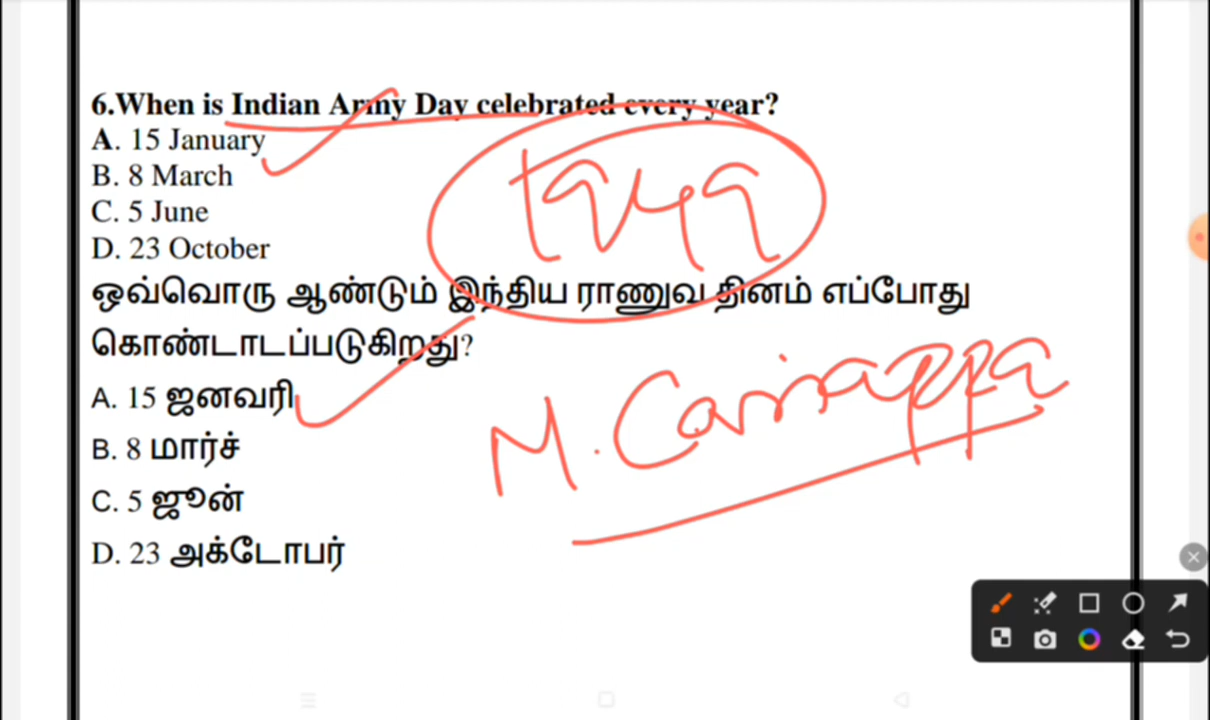 6.When is Indian Army Day celebrated every year?
A. 15 January
B. 8 March
C. 5 June
D. 23 October
1949
ஒவ்வொரு ஆண்டும் இந்திய ராணுவ தினம் எப்போது
கொண்டாடப்படுகிறது?
A. 15 ஜனவரி
B. 8 மார்ச்
C. 5 ஜூன்
D. 23 அக்டோபர்
M. Cariappa